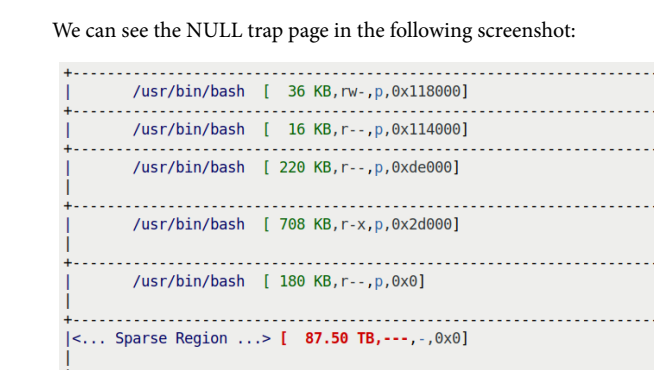 We can see the NULL trap page in the following screenshot:
+--------------------------------------------------------------------
|       /usr/bin/bash  [  36 KB,rw-,p,0x118000]
+--------------------------------------------------------------------
|       /usr/bin/bash  [  16 KB,r--,p,0x114000]
+--------------------------------------------------------------------
|       /usr/bin/bash  [ 220 KB,r--,p,0xde000]
|
+--------------------------------------------------------------------
|       /usr/bin/bash  [ 708 KB,r-x,p,0x2d000]
|
+--------------------------------------------------------------------
|       /usr/bin/bash  [ 180 KB,r--,p,0x0]
|
+--------------------------------------------------------------------
|<... Sparse Region ...> [  87.50 TB,---,-,0x0]
|